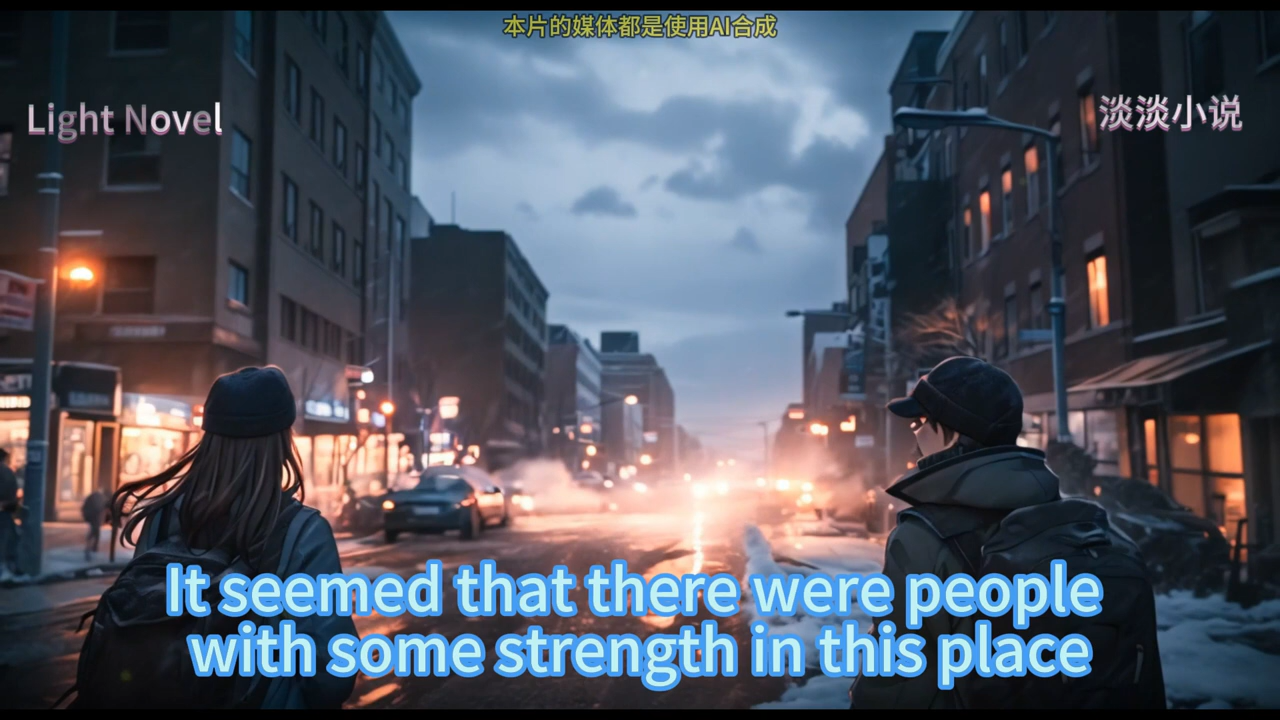 本片的媒体都是使用AI合成
Light Novel
淡淡小说
It seemed that there were people
with some strength in this place